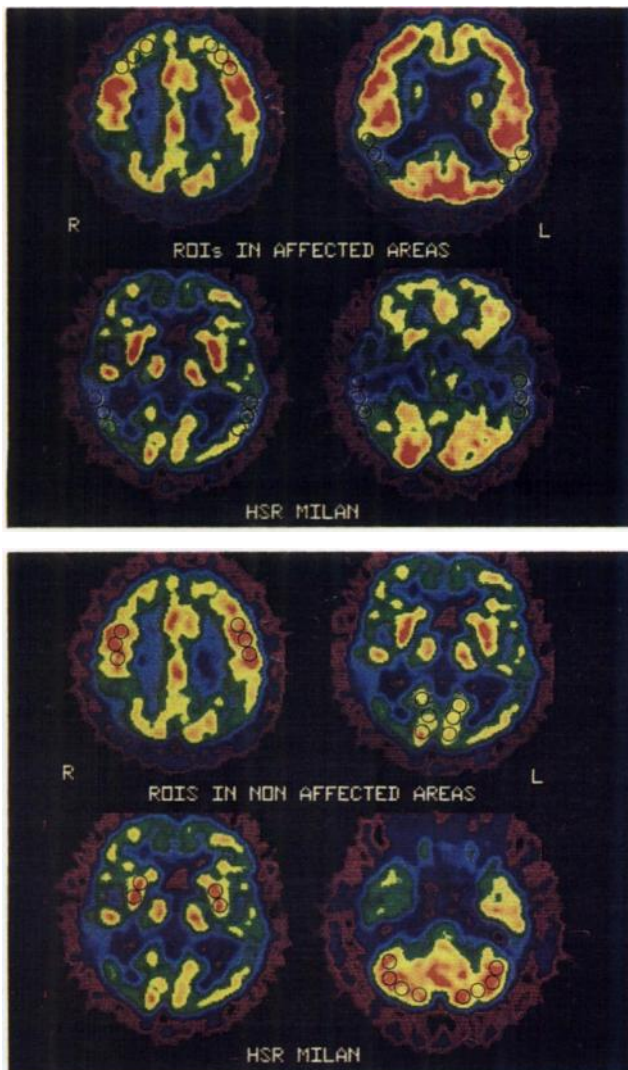 R
L
ROIs IN AFFECTED AREAS
HSR MILAN
R
L
ROIS IN NON AFFECTED AREAS
HSR MILAN